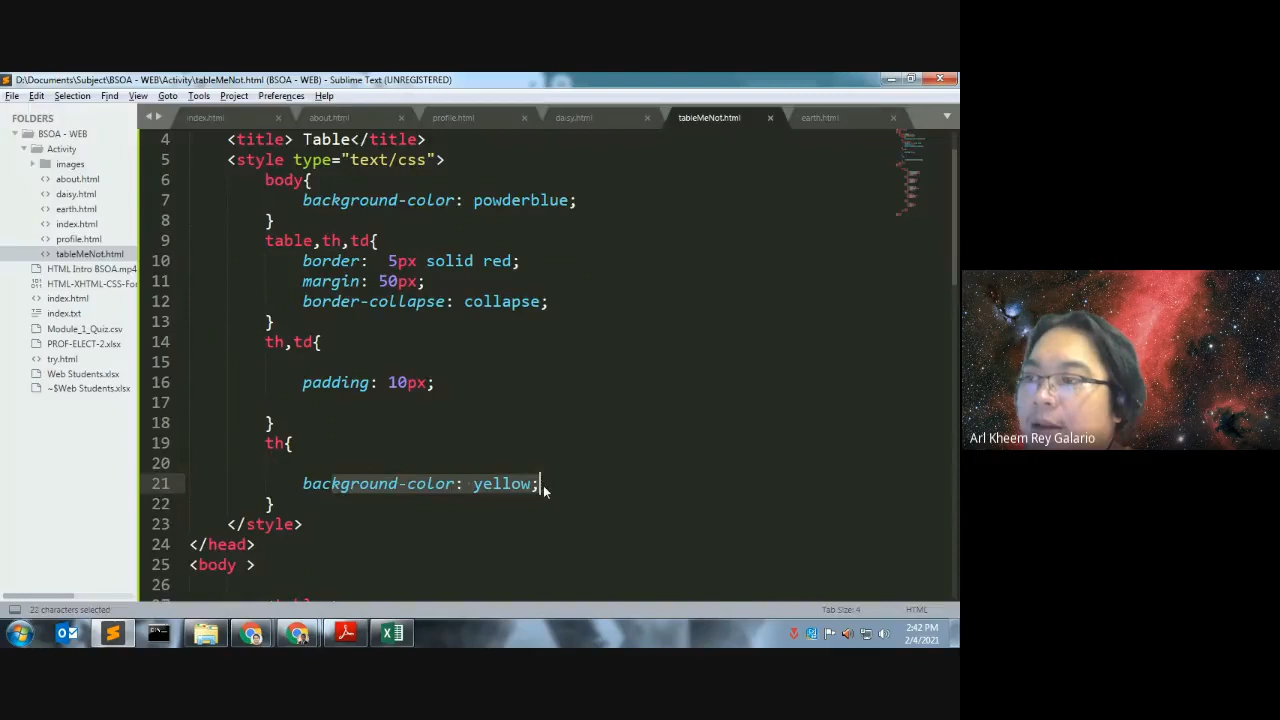 D:\Documents\Subject\BSOA - WEB\Activity\tableMeNot.html (BSOA - WEB) - Sublime Text (UNREGISTERED)
File Edit Selection Find View Goto Tools Project Preferences Help
FOLDERS
BSOA - WEB
Activity
images
about.html
daisy.html
earth.html
index.html
profile.html
tableMeNot.html
HTML Intro BSOA.mp4
HTML-XHTML-CSS-Fo
index.html
index.txt
Module_1_Quiz.csv
PROF-ELECT-2.xlsx
try.html
Web Students.xlsx
~$Web Students.xlsx
index.html about.html profile.html daisy.html tableMeNot.html earth.html
4 <title> Table</title>
5 <style type="text/css">
6 body{
7 background-color: powderblue;
8 }
9 table,th,td{
10 border:  5px solid red;
11 margin: 50px;
12 border-collapse: collapse;
13 }
14 th,td{
15
16 padding: 10px;
17
18 }
19 th{
20
21 background-color: yellow;
22 }
23 </style>
24 </head>
25 <body >
26
22 characters selected
Tab Size: 4 HTML
2:42 PM
2/4/2021
Arl Kheem Rey Galario